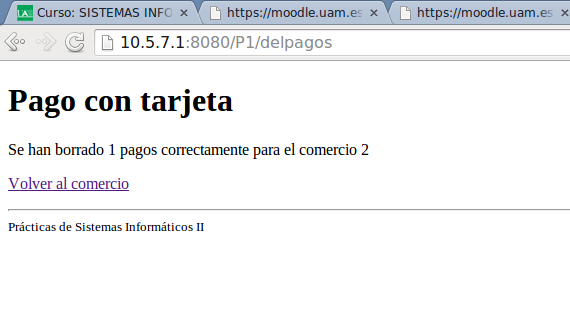 Curso: SISTEMAS INFO
https://moodle.uam.es
https://moodle.uam.es
10.5.7.1:8080/P1/delpagos
Pago con tarjeta
Se han borrado 1 pagos correctamente para el comercio 2
Volver al comercio
Prácticas de Sistemas Informáticos II